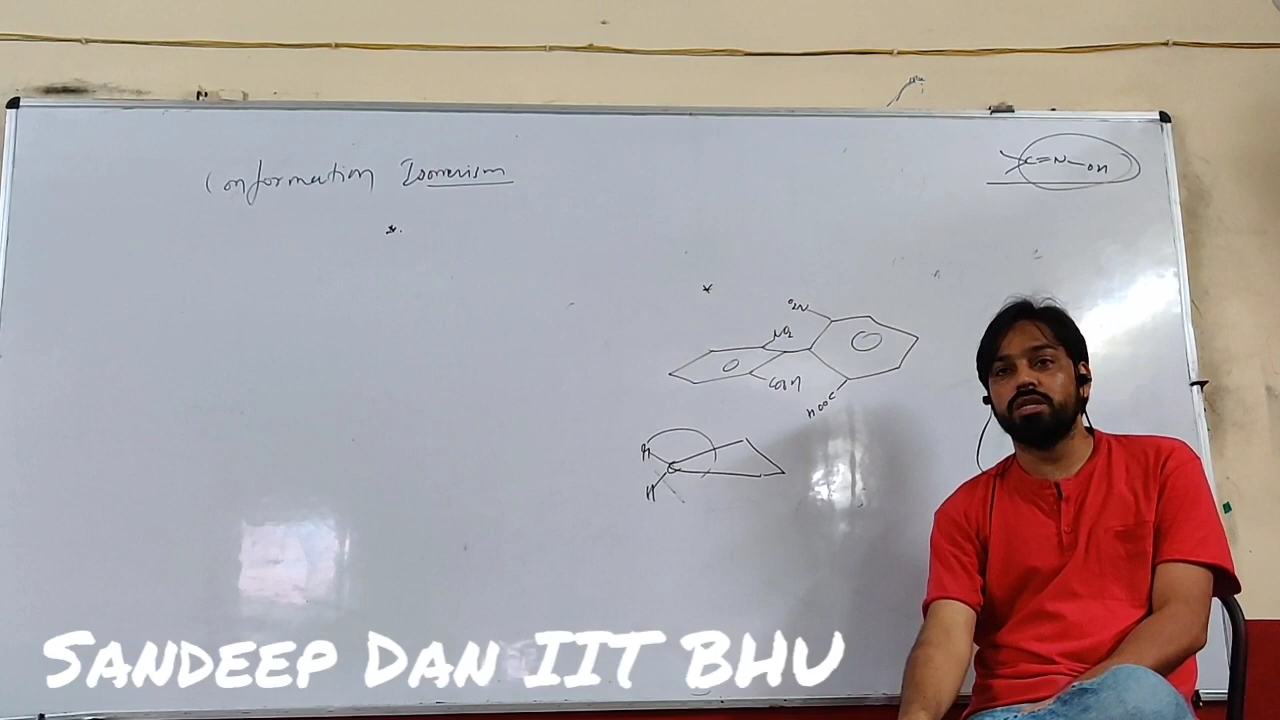 Conformation Isomerism
C=N-OH
*
*
O2N
NO2
COOH
HOOC
H
C
H
SANDEEP DAN IIT BHU